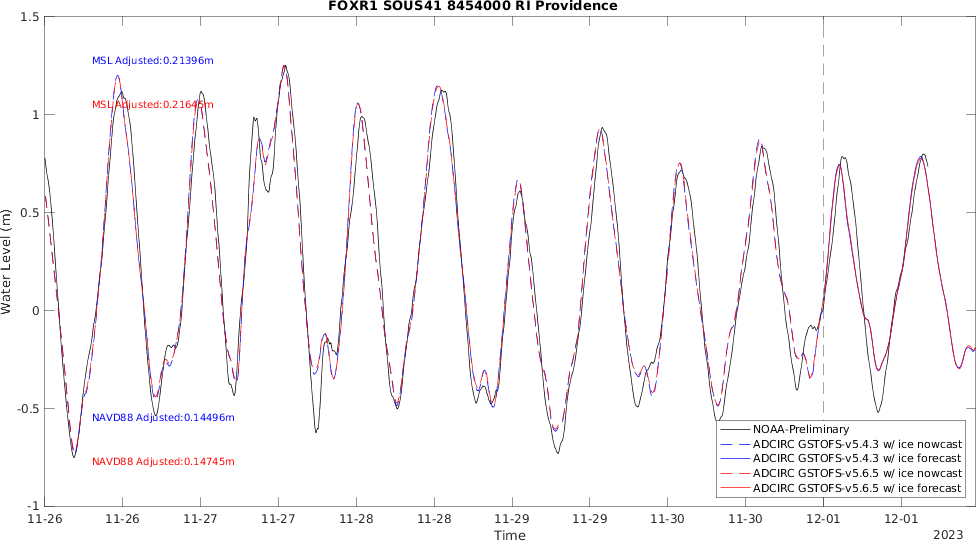 FOXR1 SOUS41 8454000 RI Providence
1.5
1
0.5
0
-0.5
-1
Water Level (m)
MSL Adjusted:0.21396m
MSL Adjusted:0.21645m
NAVD88 Adjusted:0.14496m
NAVD88 Adjusted:0.14745m
NOAA-Preliminary
ADCIRC GSTOFS-v5.4.3 w/ ice nowcast
ADCIRC GSTOFS-v5.4.3 w/ ice forecast
ADCIRC GSTOFS-v5.6.5 w/ ice nowcast
ADCIRC GSTOFS-v5.6.5 w/ ice forecast
11-26 11-26 11-27 11-27 11-28 11-28 11-29 11-29 11-30 11-30 12-01 12-01
Time
2023